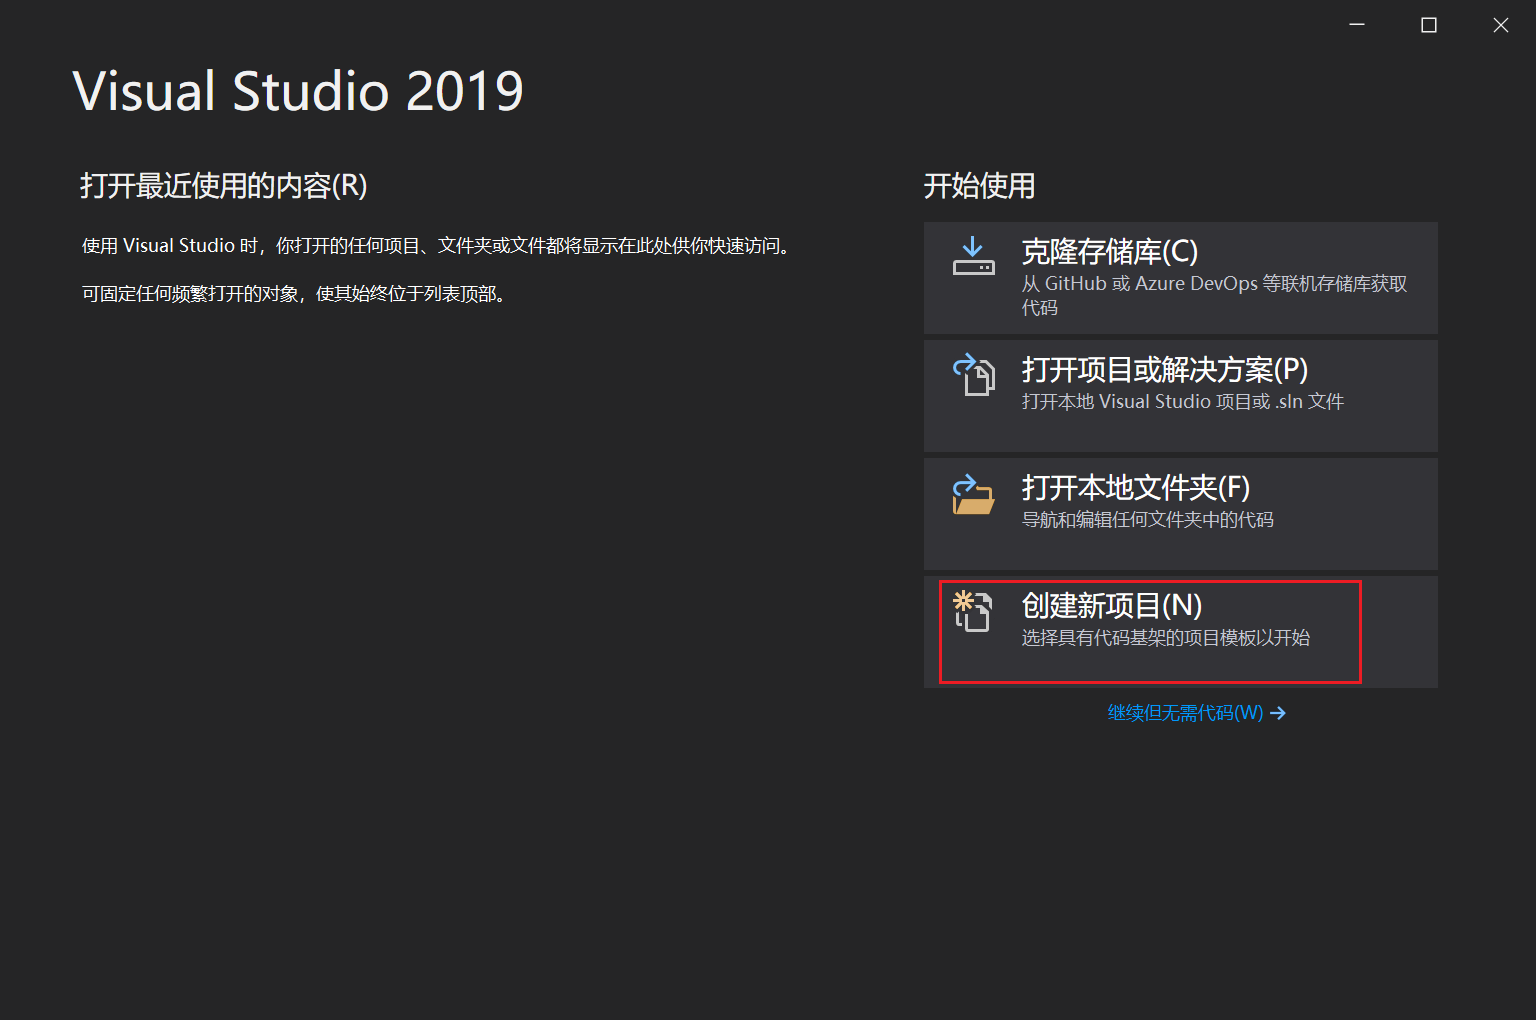 Visual Studio 2019
打开最近使用的内容(R)
使用 Visual Studio 时，你打开的任何项目、文件夹或文件都将显示在此处供你快速访问。
可固定任何频繁打开的对象，使其始终位于列表顶部。
开始使用
克隆存储库(C)
从 GitHub 或 Azure DevOps 等联机存储库获取
代码
打开项目或解决方案(P)
打开本地 Visual Studio 项目或 .sln 文件
打开本地文件夹(F)
导航和编辑任何文件夹中的代码
创建新项目(N)
选择具有代码基架的项目模板以开始
继续但无需代码(W) →